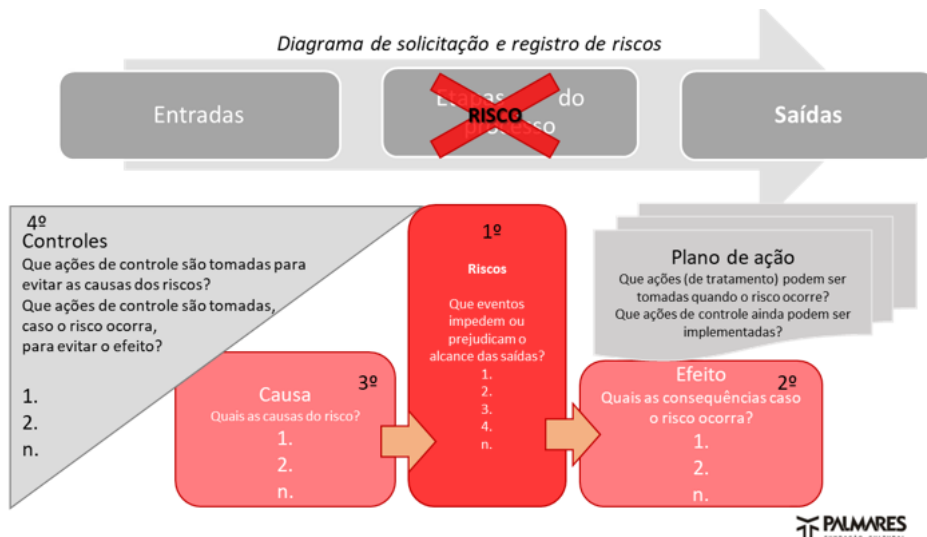 Diagrama de solicitação e registro de riscos
Entradas
Etapas do
processo
RISCO
Saídas
4º
Controles
Que ações de controle são tomadas para
evitar as causas dos riscos?
Que ações de controle são tomadas,
caso o risco ocorra,
para evitar o efeito?
1.
2.
n.
3º
Causa
Quais as causas do risco?
1.
2.
n.
1º
Riscos
Que eventos
impedem ou
prejudicam o
alcance das saídas?
1.
2.
3.
4.
n.
Plano de ação
Que ações (de tratamento) podem ser
tomadas quando o risco ocorre?
Que ações de controle ainda podem ser
implementadas?
Efeito
2º
Quais as consequências caso
o risco ocorra?
1.
2.
n.
PALMARES